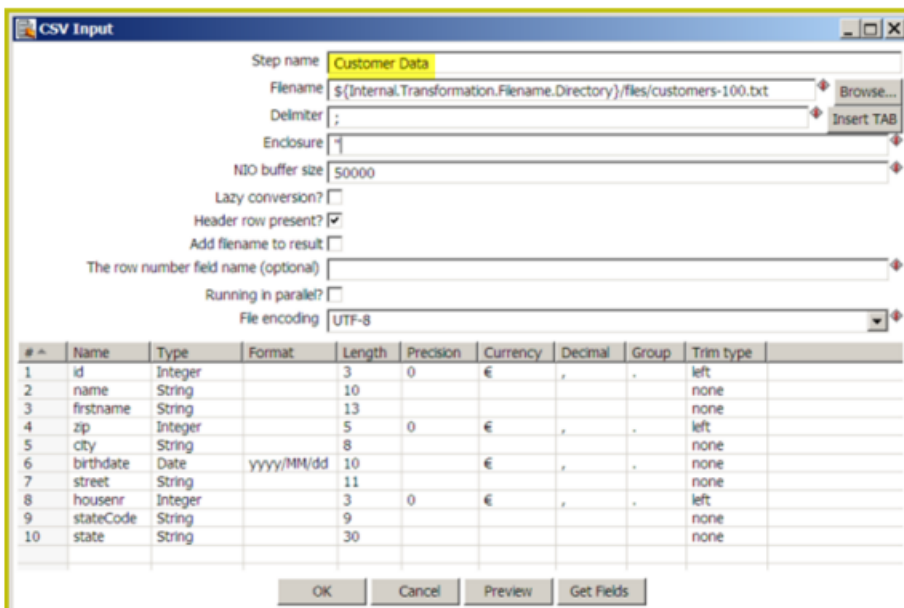 CSV Input
Step name Customer Data
Filename ${Internal.Transformation.Filename.Directory}/files/customers-100.txt Browse...
Delimiter ; Insert TAB
Enclosure "
NIO buffer size 50000
Lazy conversion?
Header row present?
Add filename to result
The row number field name (optional)
Running in parallel?
File encoding UTF-8
# Name Type Format Length Precision Currency Decimal Group Trim type
1 id Integer 3 0 € , . left
2 name String 10 none
3 firstname String 13 none
4 zip Integer 5 0 € , . left
5 city String 8 none
6 birthdate Date yyyy/MM/dd 10 € , . none
7 street String 11 none
8 housenr Integer 3 0 € , . left
9 stateCode String 9 none
10 state String 30 none
OK Cancel Preview Get Fields